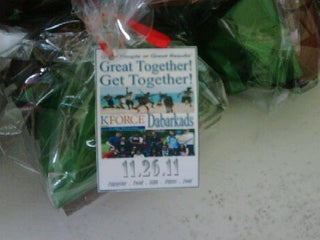 Great Together!
Get Together!
KFORCE Dabarkads
11.26.11